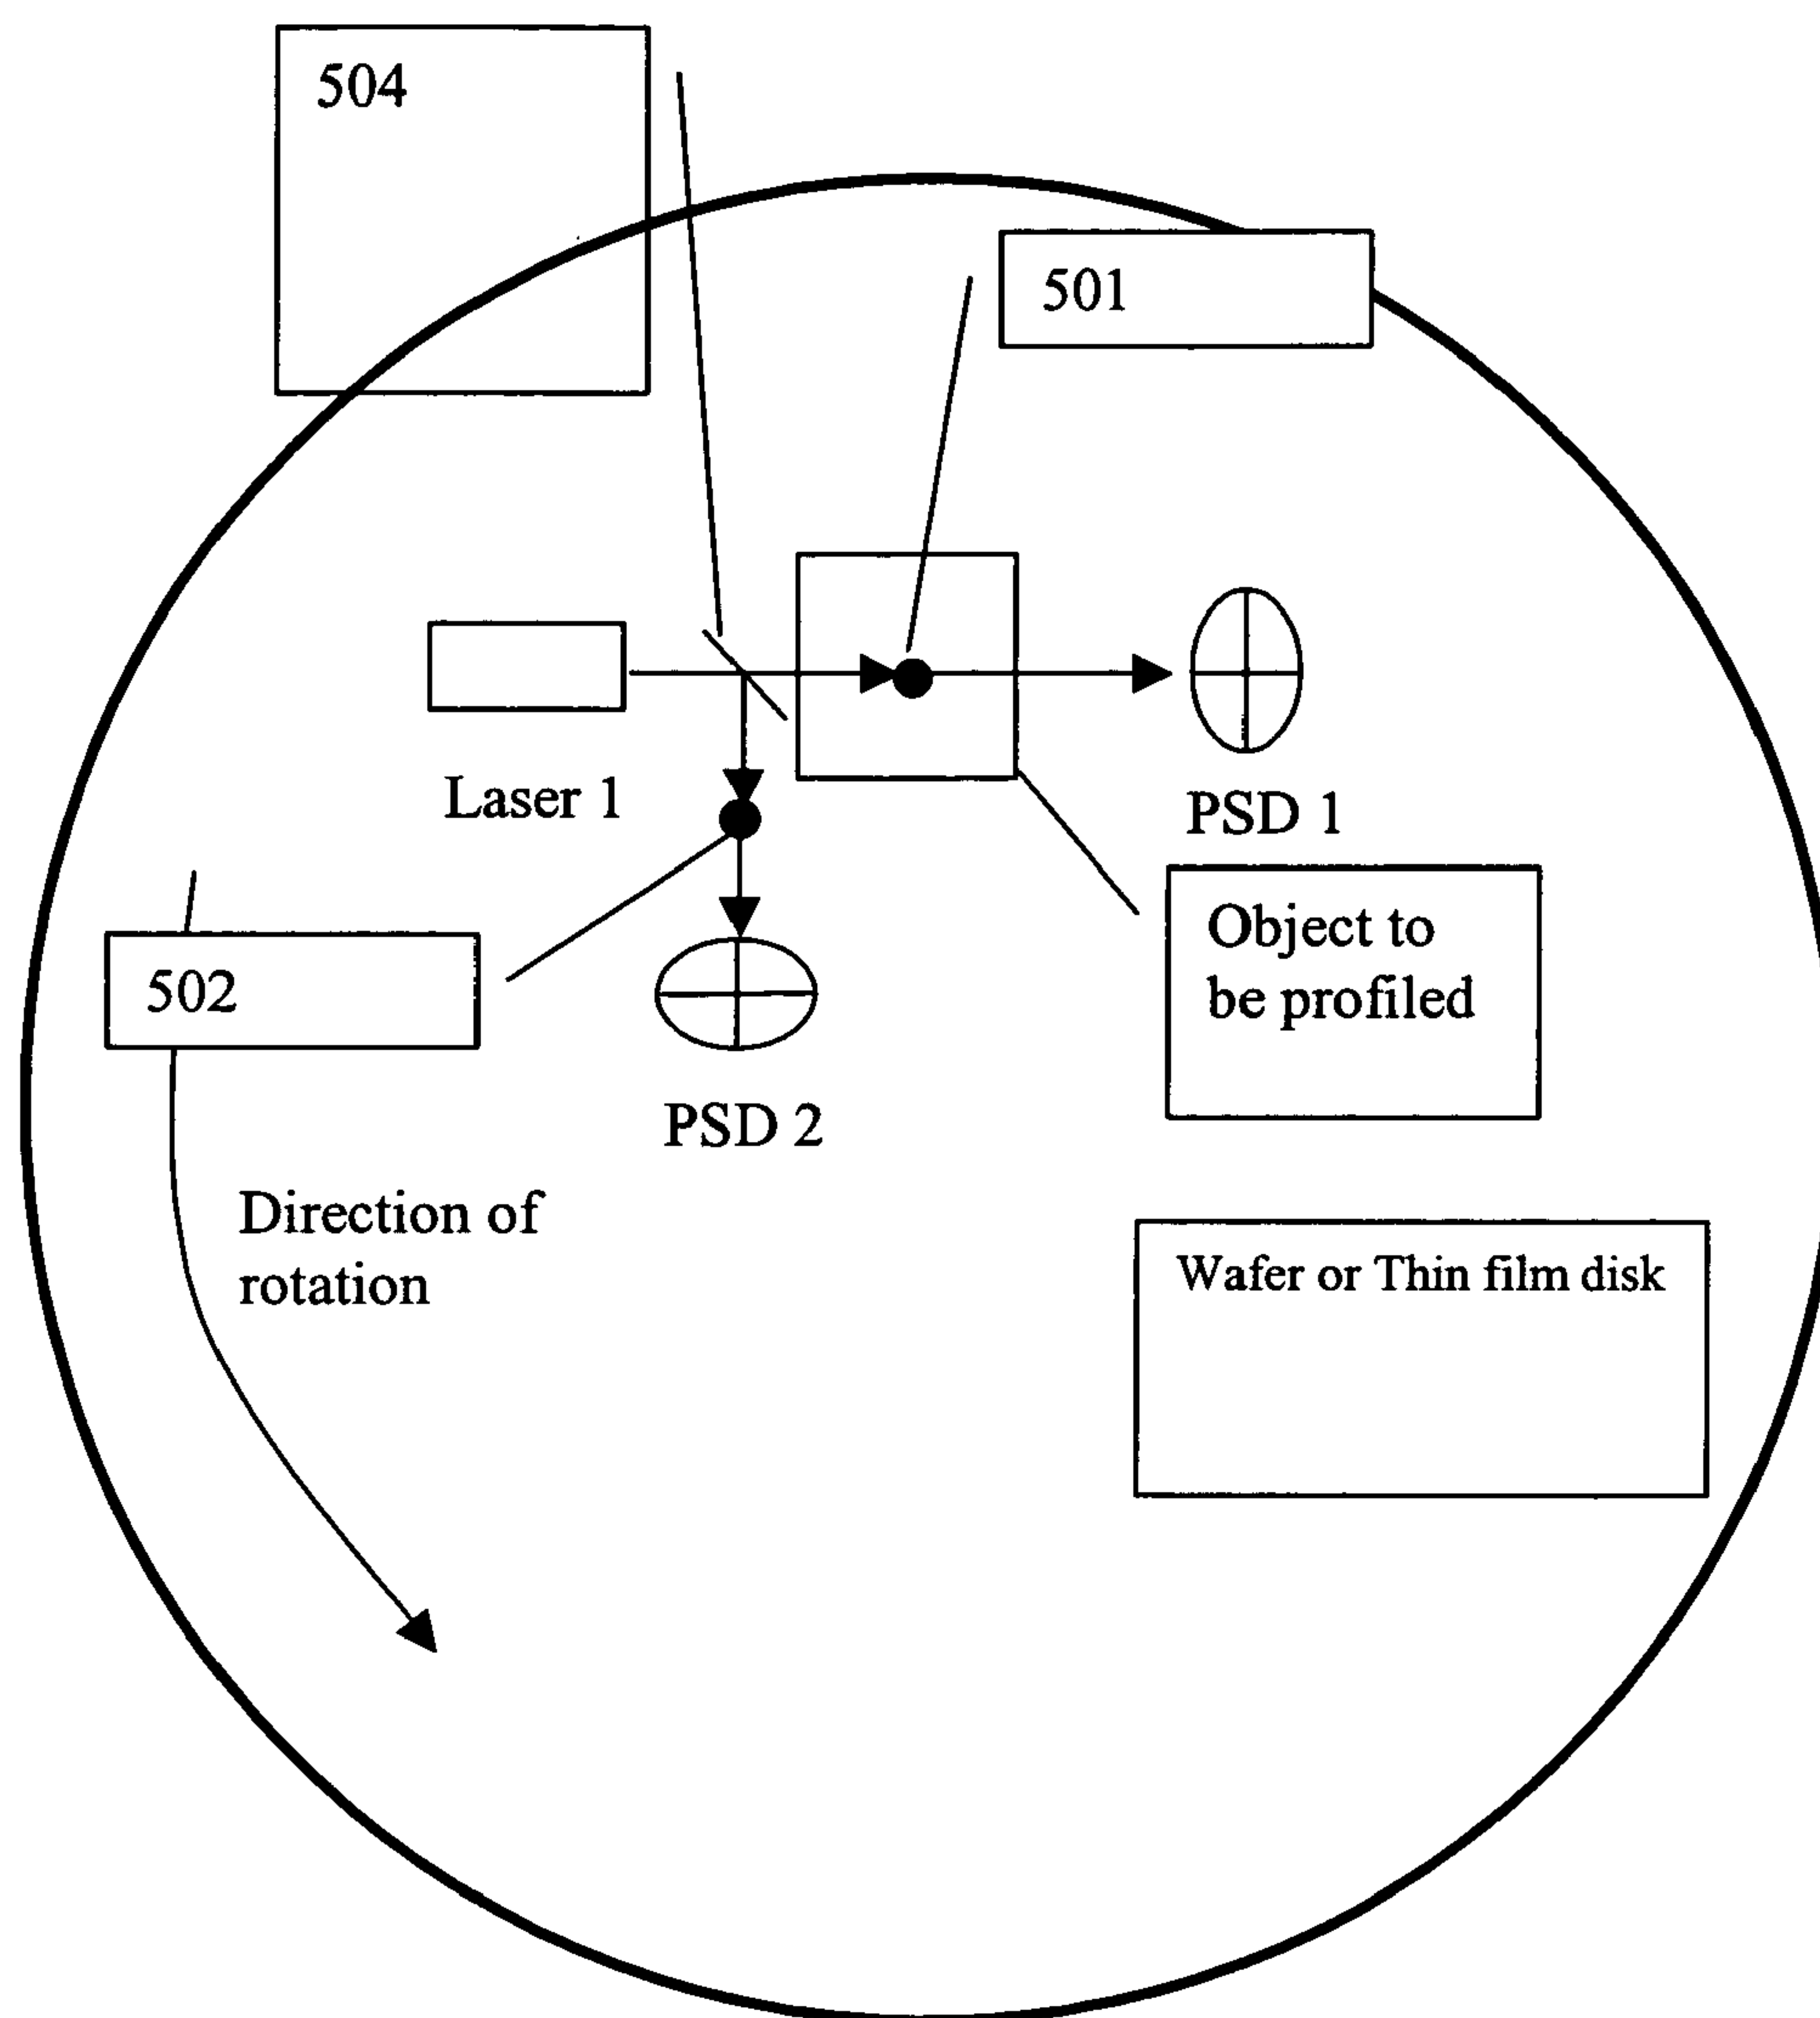 504
501
Laser 1
PSD 1
Object to
be profiled
502
PSD 2
Direction of
rotation
Wafer or Thin film disk